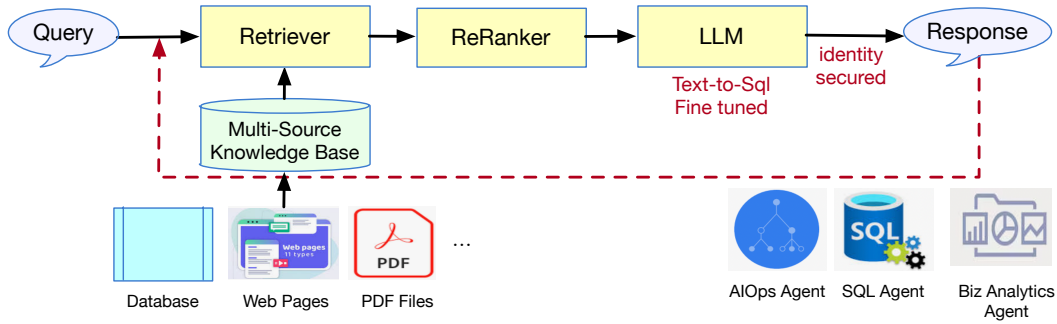 Query
Retriever
ReRanker
LLM
Response
identity
secured
Text-to-Sql
Fine tuned
Multi-Source
Knowledge Base
Web pages
11 types
PDF
...
SQL
Database
Web Pages
PDF Files
AIOps Agent
SQL Agent
Biz Analytics
Agent